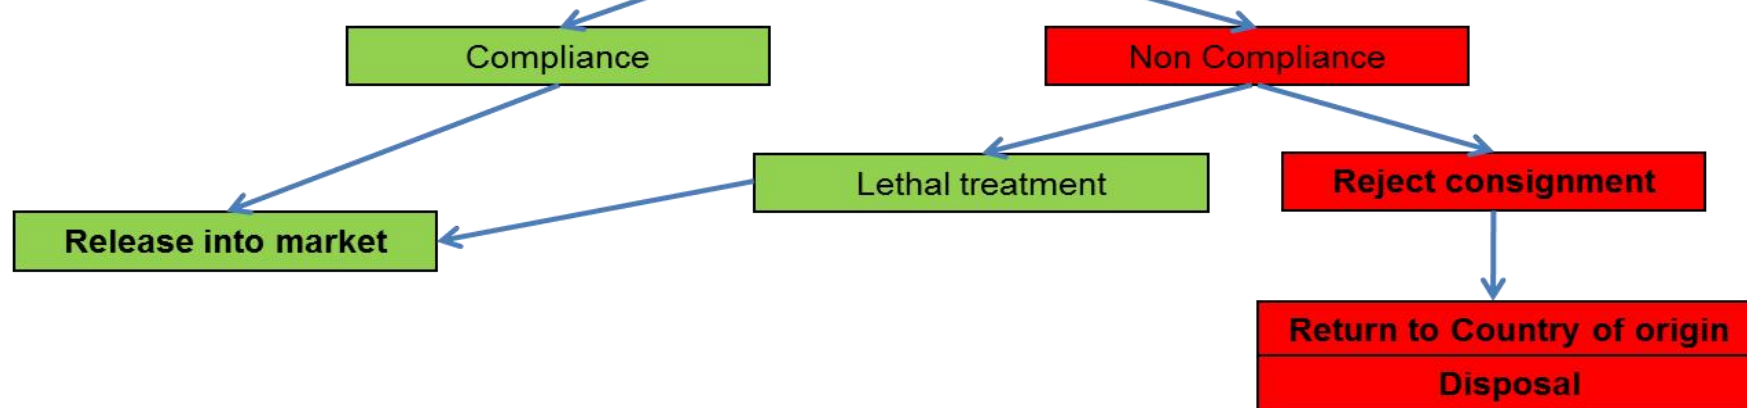 Compliance
Non Compliance
Lethal treatment
Reject consignment
Release into market
Return to Country of origin
Disposal